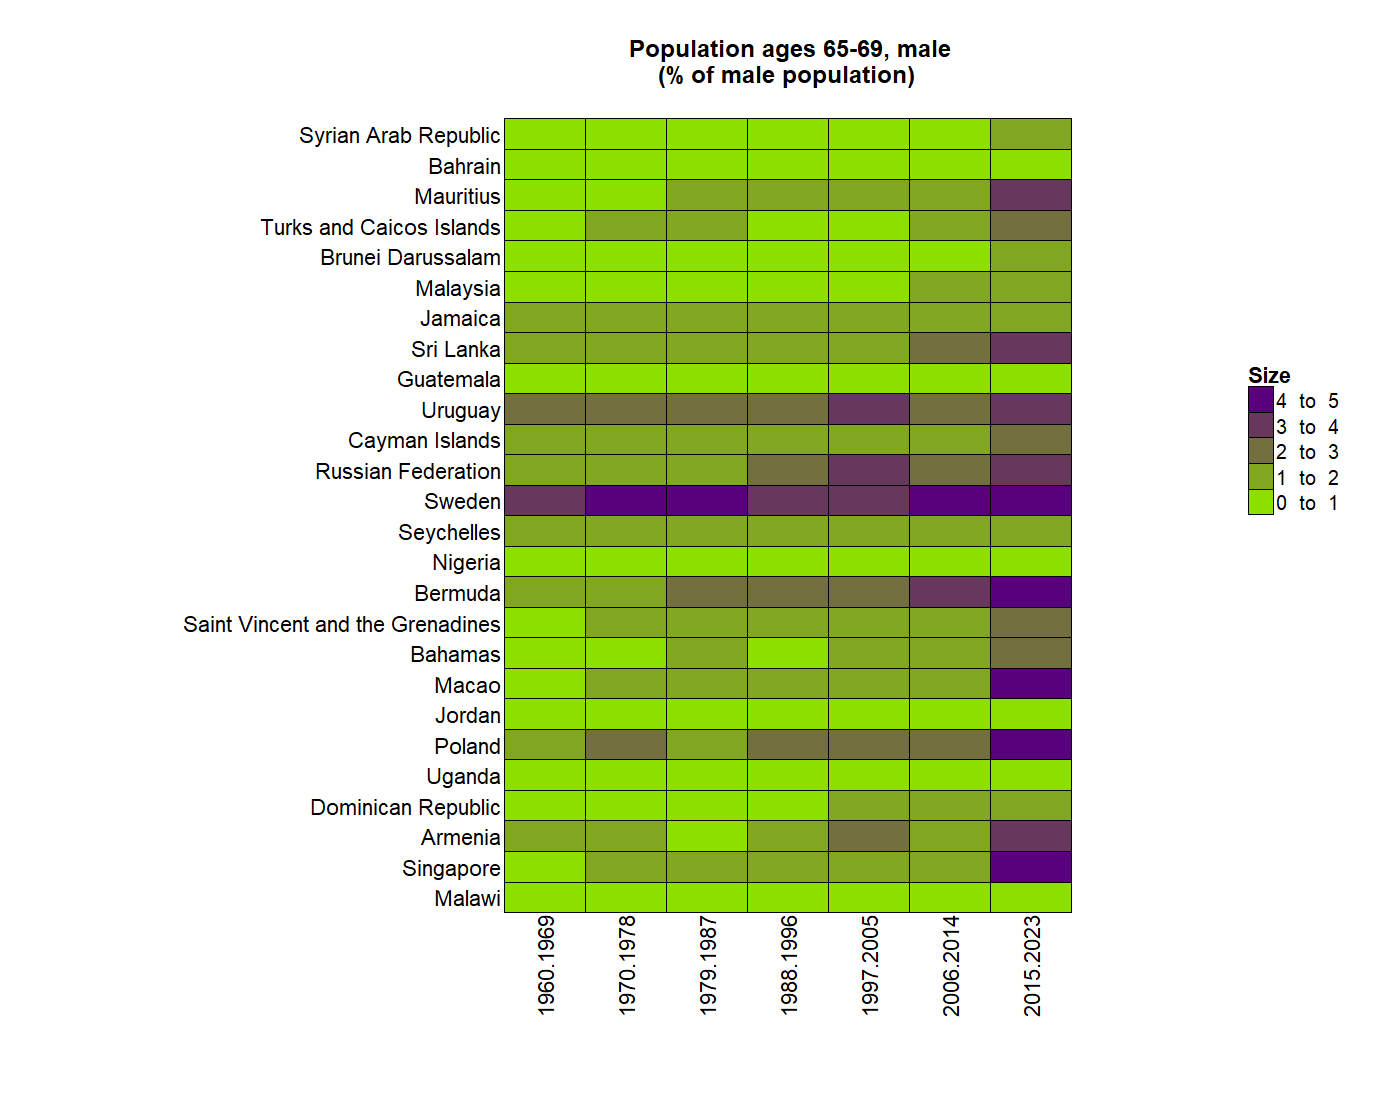 Population ages 65-69, male
(% of male population)
Syrian Arab Republic
Bahrain
Mauritius
Turks and Caicos Islands
Brunei Darussalam
Malaysia
Jamaica
Sri Lanka
Guatemala
Uruguay
Cayman Islands
Russian Federation
Sweden
Seychelles
Nigeria
Bermuda
Saint Vincent and the Grenadines
Bahamas
Macao
Jordan
Poland
Uganda
Dominican Republic
Armenia
Singapore
Malawi
1960.1969
1970.1978
1979.1987
1988.1996
1997.2005
2006.2014
2015.2023
Size
4 to 5
3 to 4
2 to 3
1 to 2
0 to 1